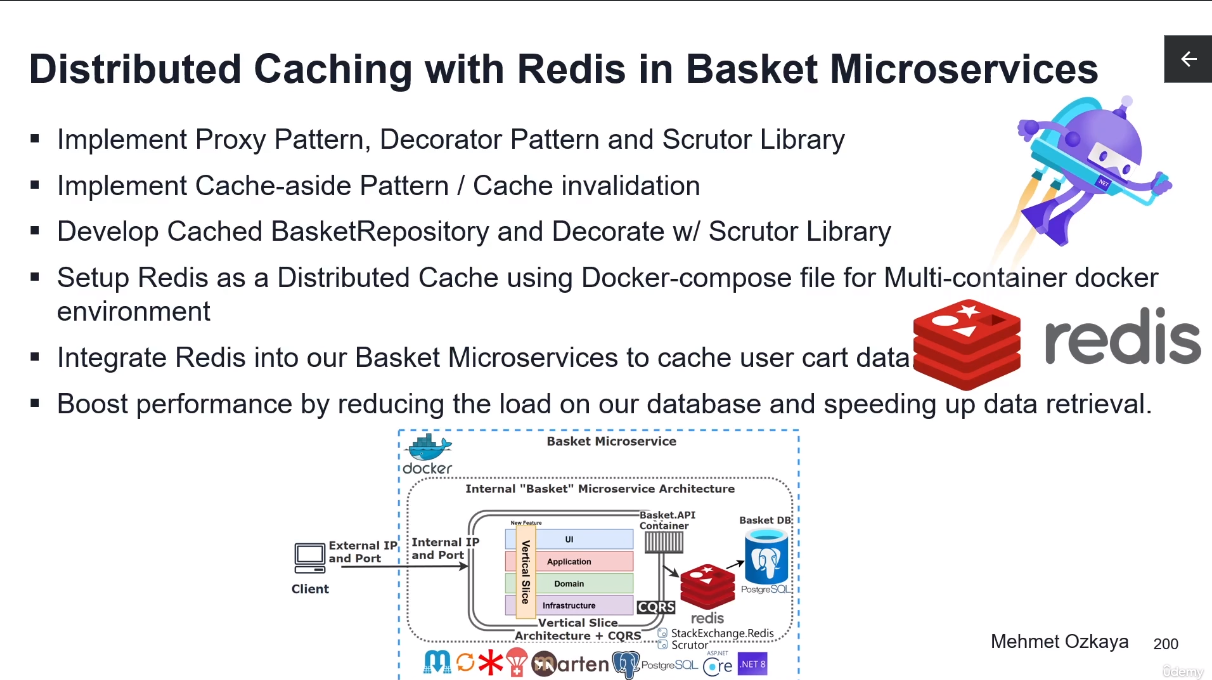 Distributed Caching with Redis in Basket Microservices
▪ Implement Proxy Pattern, Decorator Pattern and Scrutor Library
▪ Implement Cache-aside Pattern / Cache invalidation
▪ Develop Cached BasketRepository and Decorate w/ Scrutor Library
▪ Setup Redis as a Distributed Cache using Docker-compose file for Multi-container docker
environment
▪ Integrate Redis into our Basket Microservices to cache user cart data
▪ Boost performance by reducing the load on our database and speeding up data retrieval.
.NET
redis
Basket Microservice
docker
Internal "Basket" Microservice Architecture
Client
External IP
and Port
Internal IP
and Port
New Feature
Vertical Slice
UI
Application
Domain
Infrastructure
Basket.API
Container
Basket DB
PostgreSQL
CQRS
redis
Vertical Slice
Architecture + CQRS
StackExchange.Redis
Scrutor
Marten
PostgreSQL
ASP.NET
Core
.NET 8
Mehmet Ozkaya
200
ûdemy